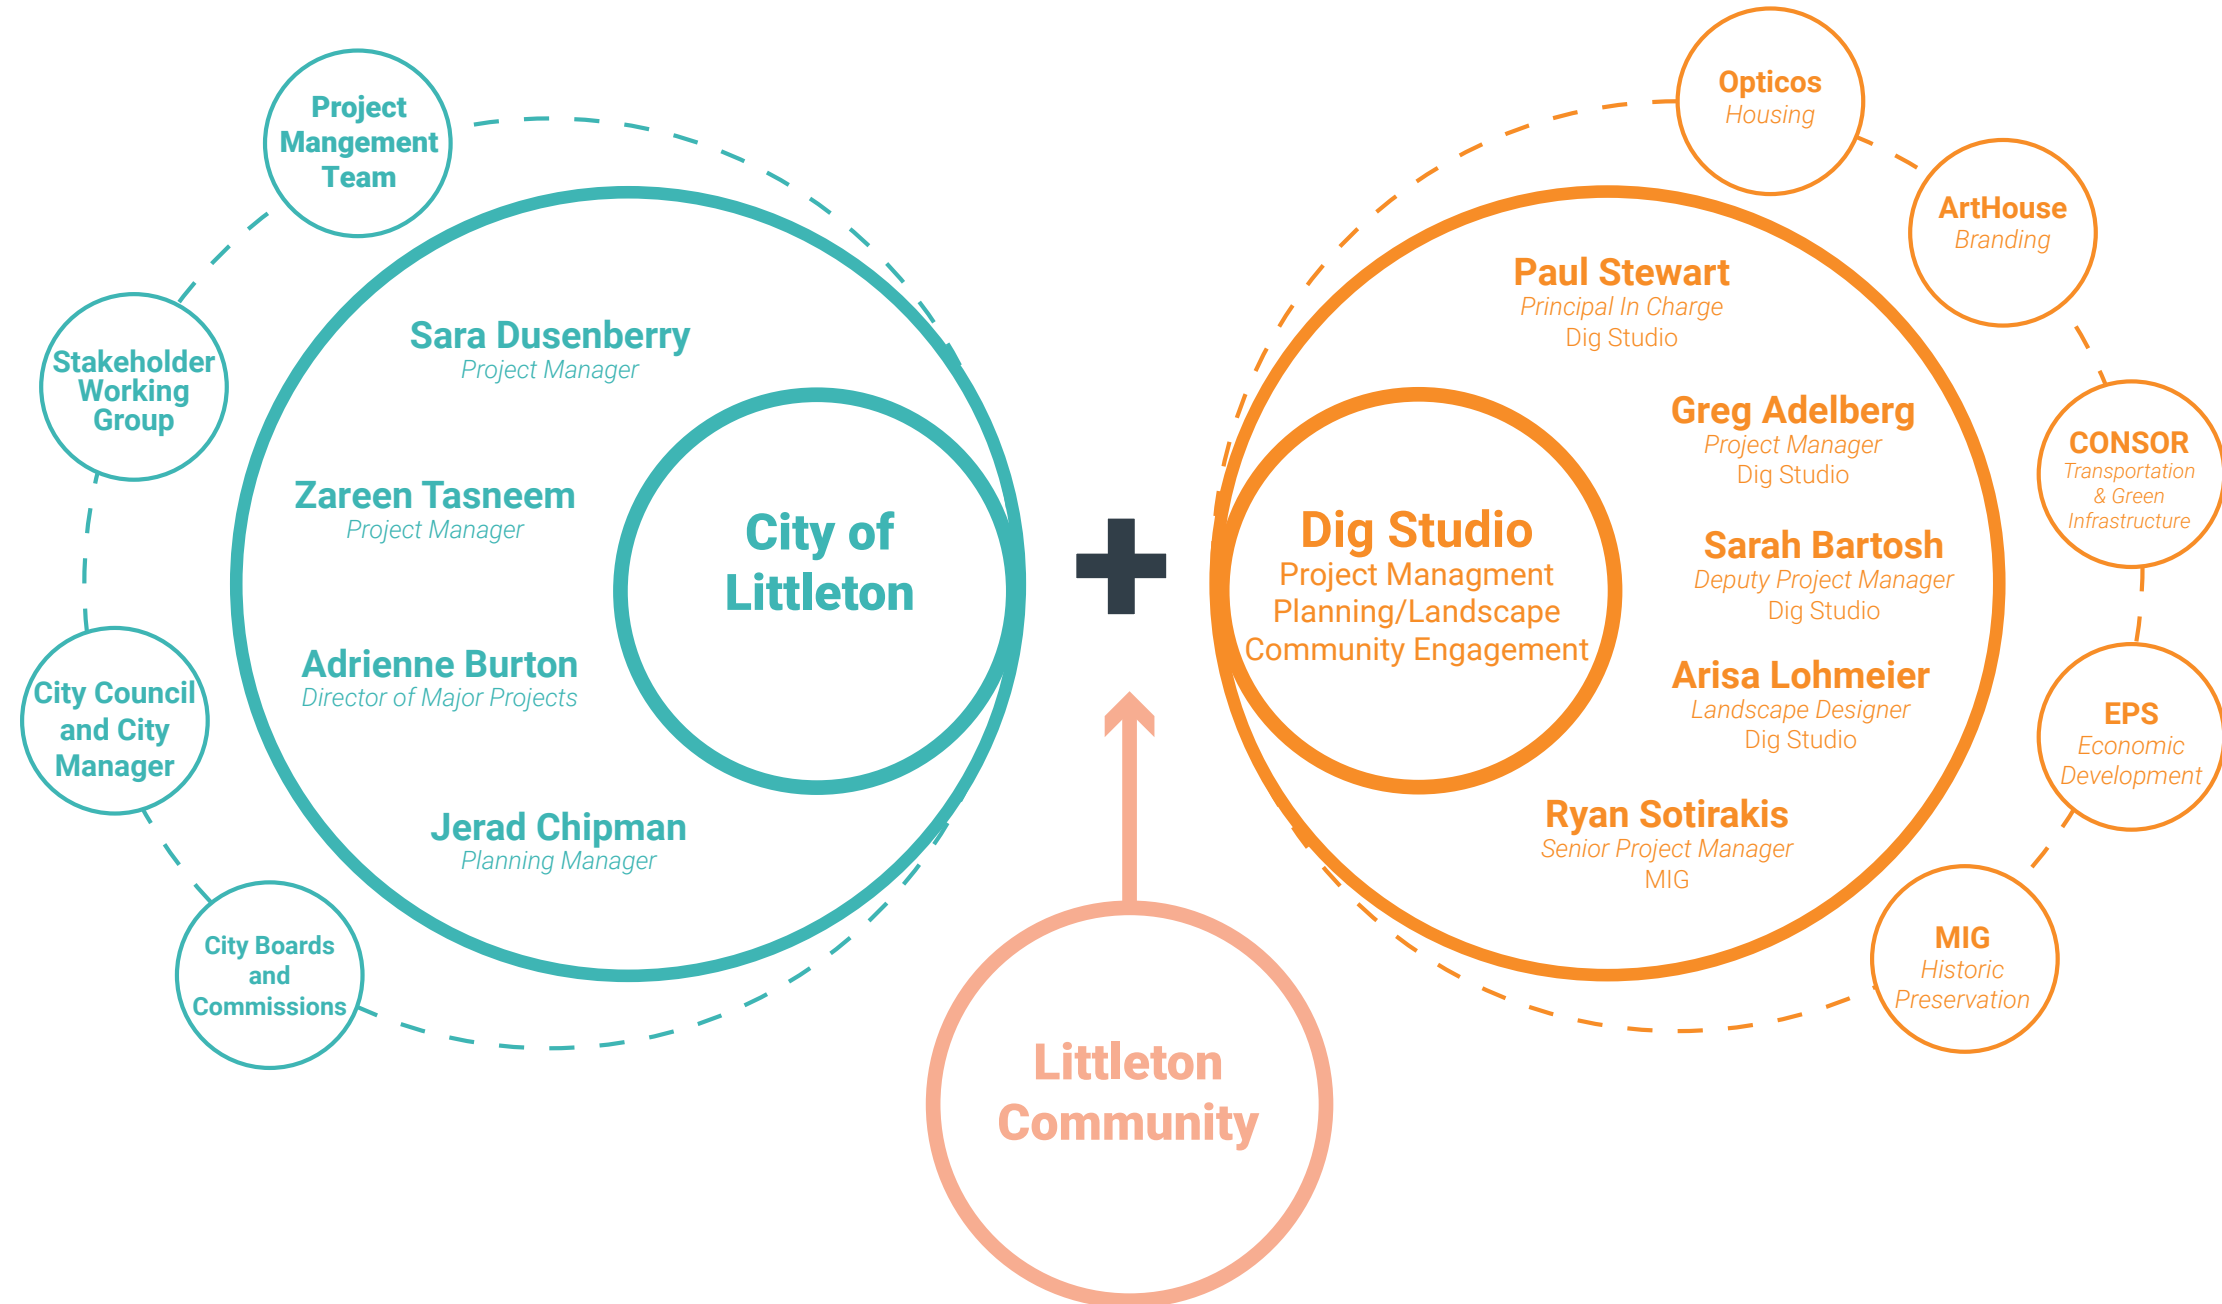 Project
Mangement
Team
Stakeholder
Working
Group
City Council
and City
Manager
City Boards
and
Commissions
Sara Dusenberry
Project Manager
Zareen Tasneem
Project Manager
Adrienne Burton
Director of Major Projects
Jerad Chipman
Planning Manager
City of
Littleton
Littleton
Community
Dig Studio
Project Managment
Planning/Landscape
Community Engagement
Paul Stewart
Principal In Charge
Dig Studio
Greg Adelberg
Project Manager
Dig Studio
Sarah Bartosh
Deputy Project Manager
Dig Studio
Arisa Lohmeier
Landscape Designer
Dig Studio
Ryan Sotirakis
Senior Project Manager
MIG
Opticos
Housing
ArtHouse
Branding
CONSOR
Transportation
& Green
Infrastructure
EPS
Economic
Development
MIG
Historic
Preservation